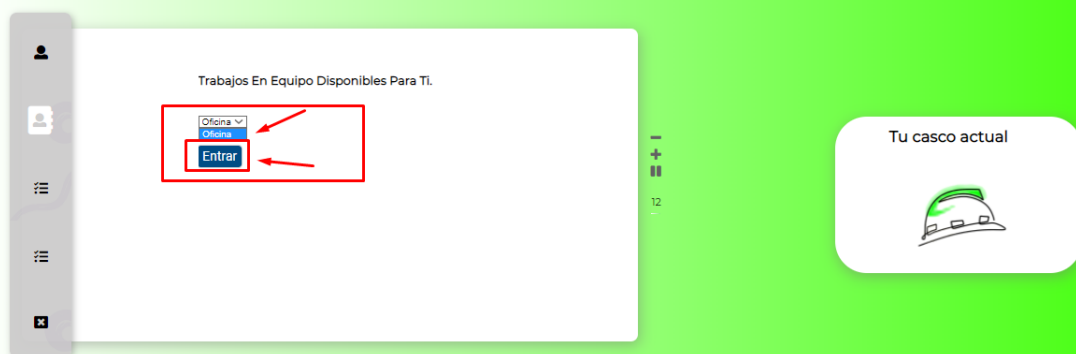 Trabajos En Equipo Disponibles Para Ti.
Oficina
Oficina
Entrar
12
Tu casco actual